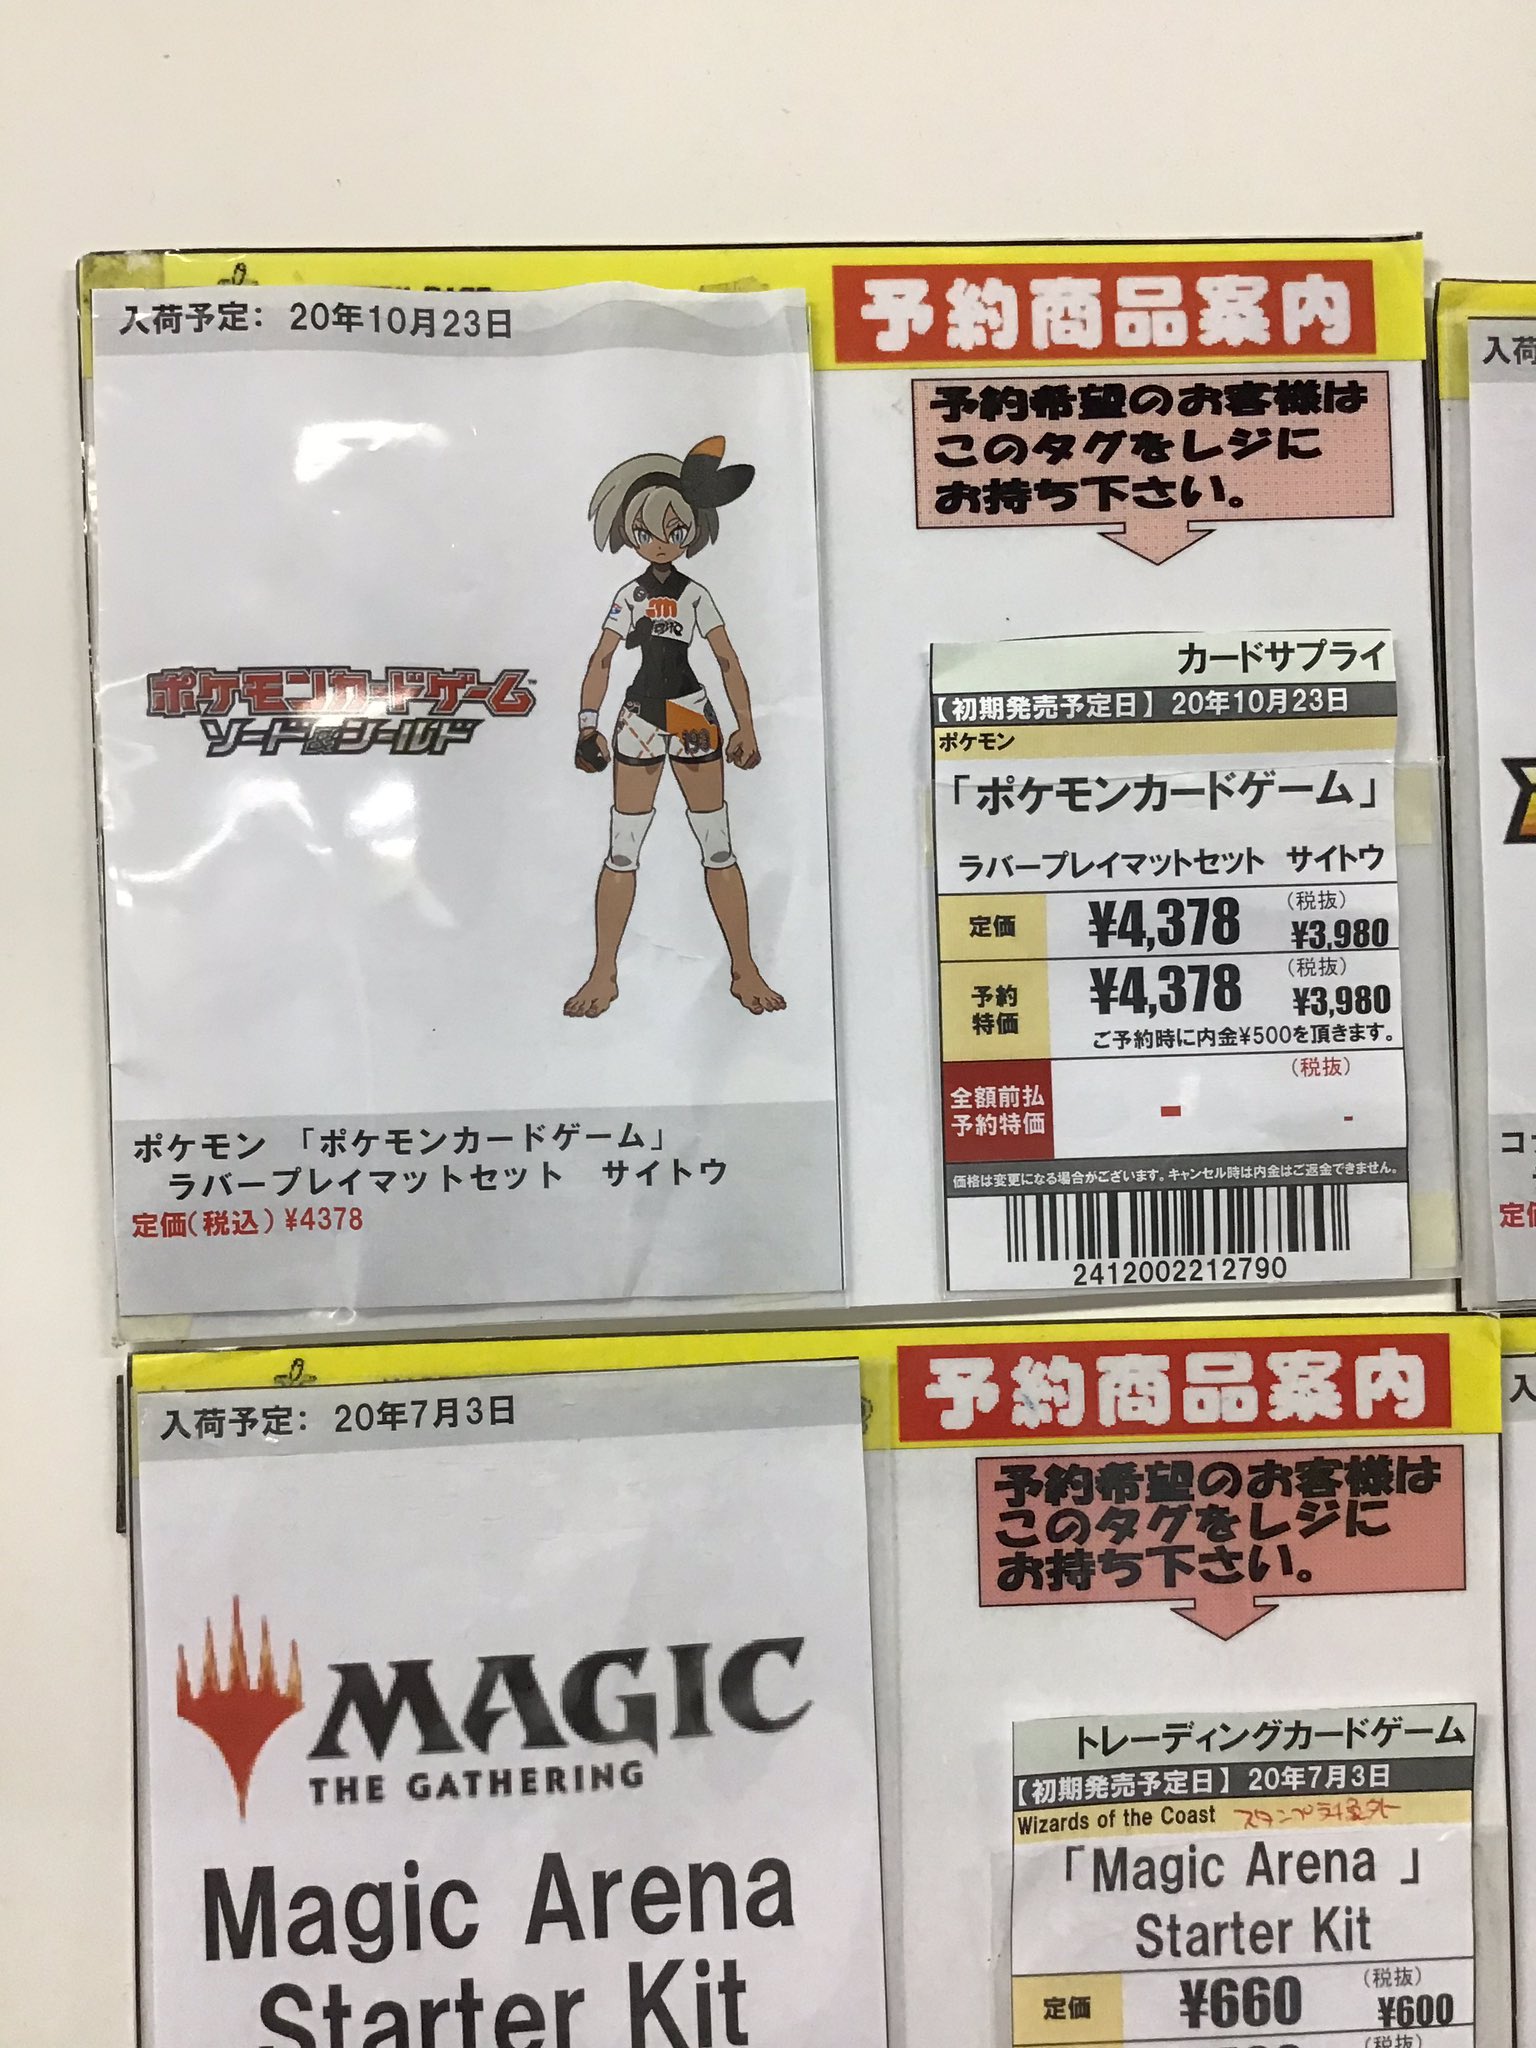 入荷予定： 20年10月23日
予約商品案内
予約希望のお客様は
このタグをレジに
お持ち下さい。
ポケモンカードゲーム
ソード&シールド
カードサプライ
【初期発売予定日】 20年10月23日
ポケモン
「ポケモンカードゲーム」
ラバープレイマットセット サイトウ
定価 ¥4,378 (税抜) ¥3,980
予約特価 ¥4,378 (税抜) ¥3,980
ご予約時に内金¥500を頂きます。
全額前払予約特価 - (税抜) -
価格は変更になる場合がございます。キャンセル時は内金はご返金できません。
2412002212790
ポケモン 「ポケモンカードゲーム」
ラバープレイマットセット サイトウ
定価(税込)¥4378
入荷予定： 20年7月3日
予約商品案内
予約希望のお客様は
このタグをレジに
お持ち下さい。
MAGIC
THE GATHERING
Magic Arena
Starter Kit
トレーディングカードゲーム
【初期発売予定日】 20年7月3日
Wizards of the Coast
「Magic Arena 」
Starter Kit
定価 ¥660 (税抜) ¥600
(税抜)
入荷
定価